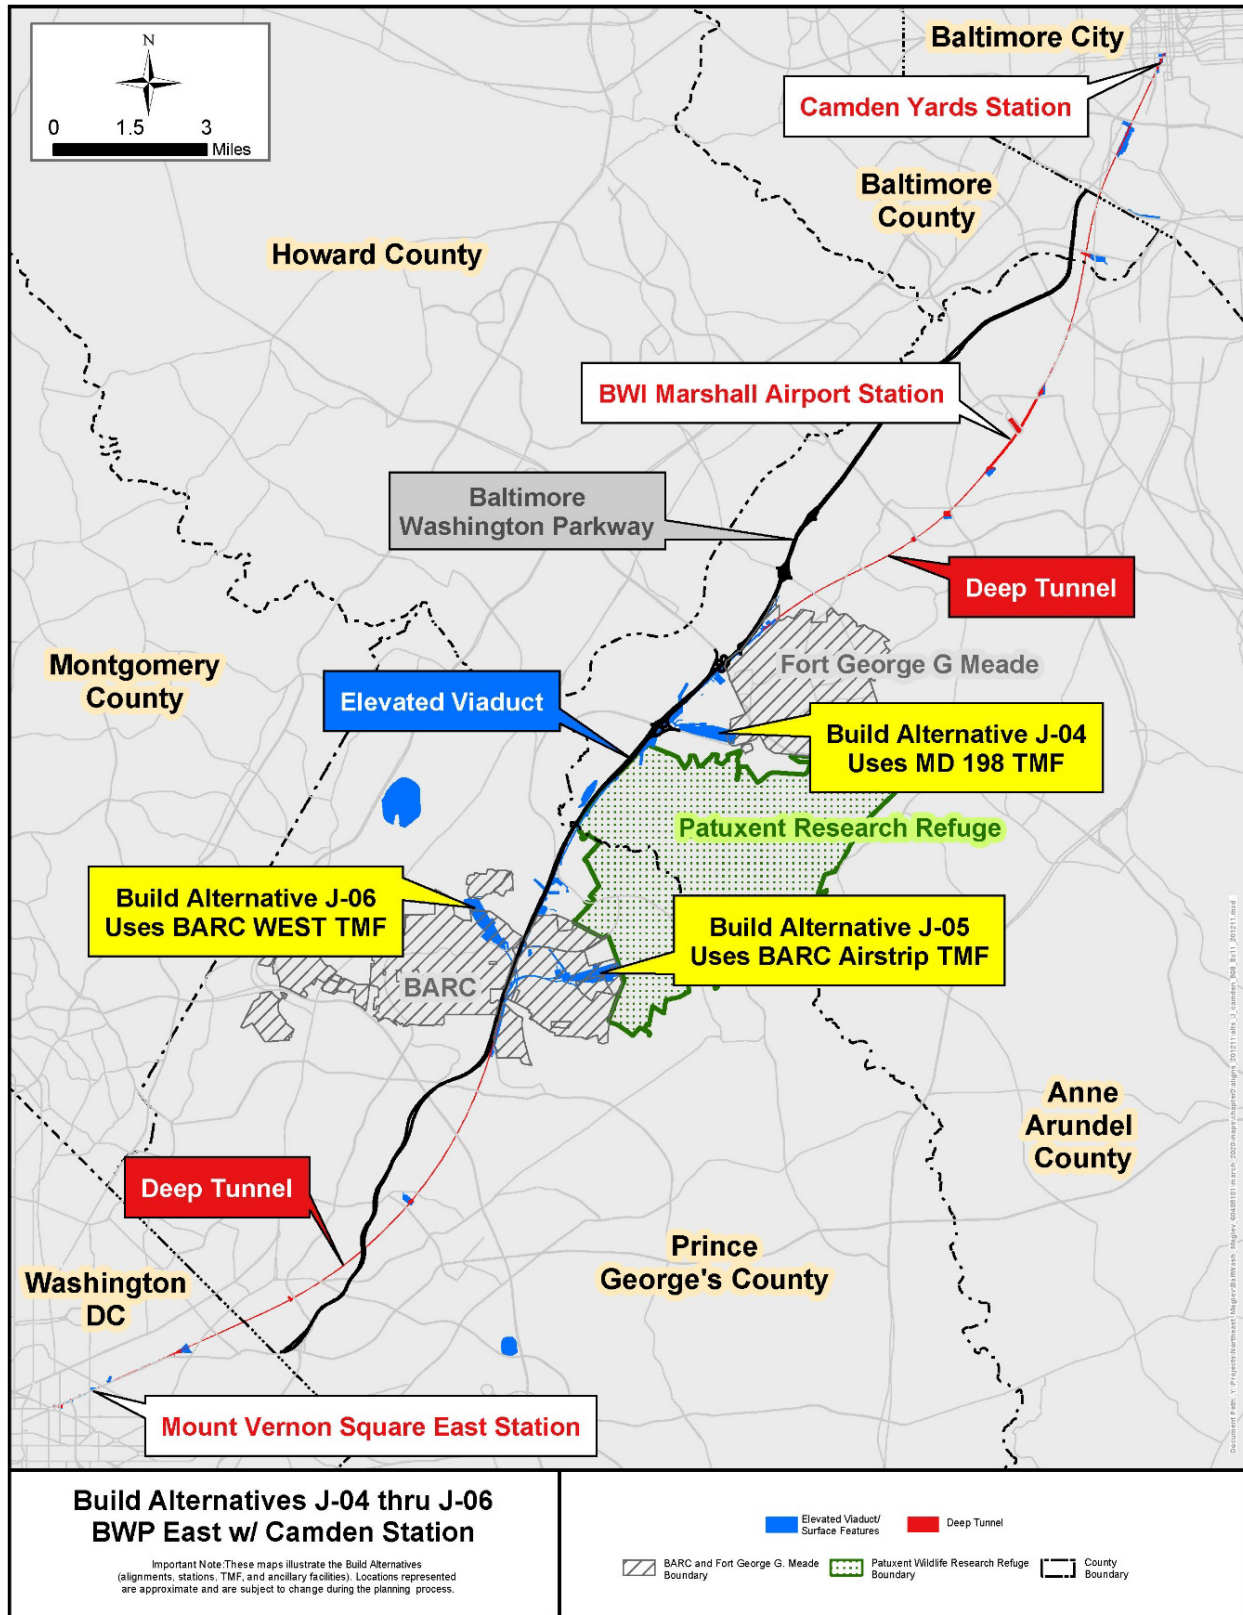 N
0 1.5 3
Miles
Baltimore City
Camden Yards Station
Baltimore
County
Howard County
BWI Marshall Airport Station
Baltimore
Washington Parkway
Deep Tunnel
Fort George G Meade
Montgomery
County
Elevated Viaduct
Build Alternative J-04
Uses MD 198 TMF
Patuxent Research Refuge
Build Alternative J-06
Uses BARC WEST TMF
Build Alternative J-05
Uses BARC Airstrip TMF
BARC
Anne
Arundel
County
Deep Tunnel
Prince
George's County
Washington
DC
Mount Vernon Square East Station
Build Alternatives J-04 thru J-06
BWP East w/ Camden Station
Important Note:These maps illustrate the Build Alternatives
(alignments, stations, TMF, and ancillary facilities). Locations represented
are approximate and are subject to change during the planning process.
Elevated Viaduct/
Surface Features
Deep Tunnel
BARC and Fort George G. Meade
Boundary
Patuxent Wildlife Research Refuge
Boundary
County
Boundary